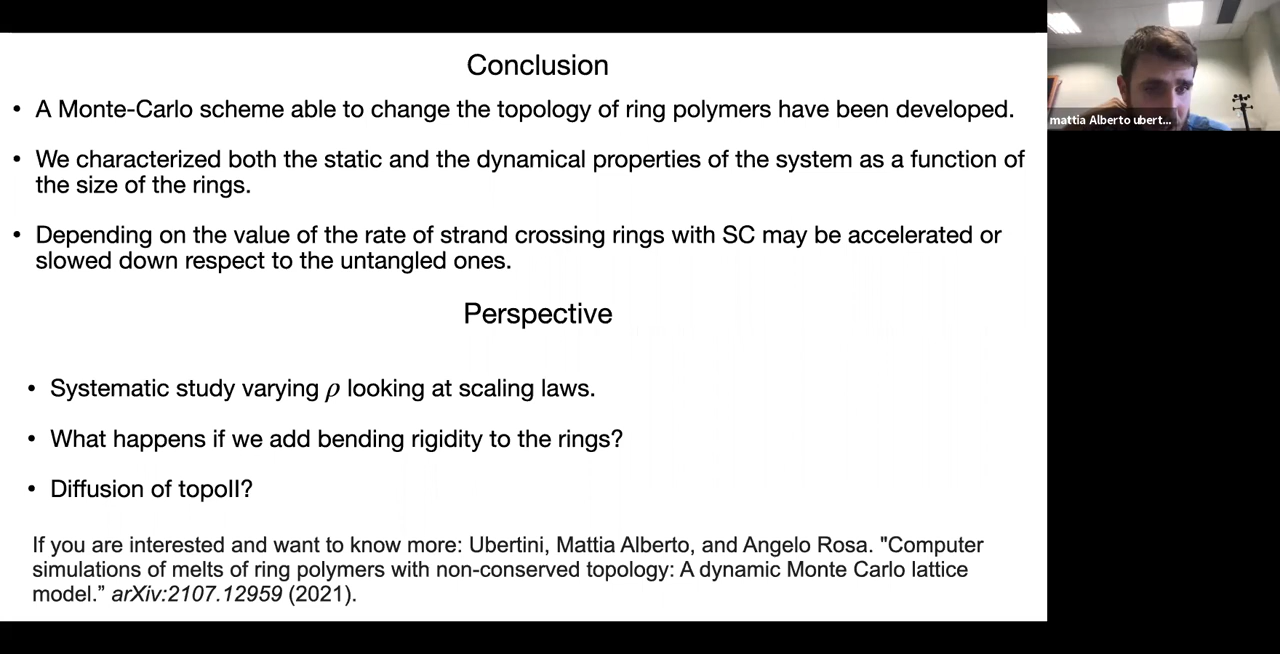 Conclusion
• A Monte-Carlo scheme able to change the topology of ring polymers have been developed.
• We characterized both the static and the dynamical properties of the system as a function of
the size of the rings.
• Depending on the value of the rate of strand crossing rings with SC may be accelerated or
slowed down respect to the untangled ones.
Perspective
• Systematic study varying ρ looking at scaling laws.
• What happens if we add bending rigidity to the rings?
• Diffusion of topoII?
If you are interested and want to know more: Ubertini, Mattia Alberto, and Angelo Rosa. "Computer
simulations of melts of ring polymers with non-conserved topology: A dynamic Monte Carlo lattice
model.” arXiv:2107.12959 (2021).
mattia Alberto ubert...